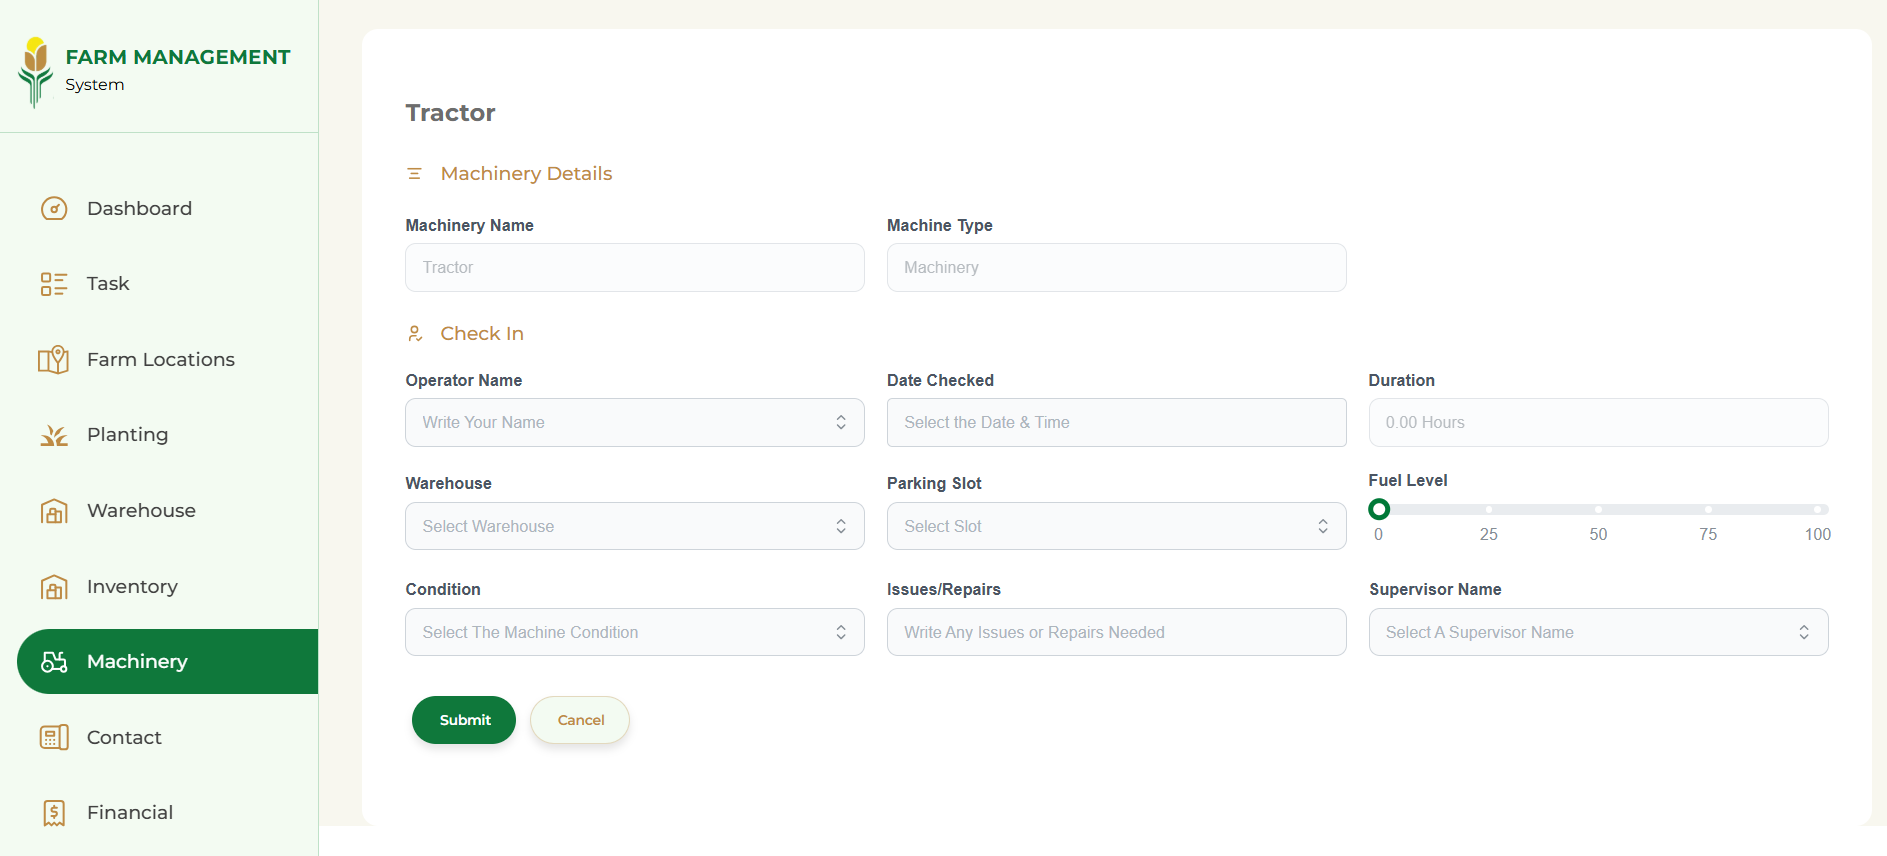 FARM MANAGEMENT
System
Dashboard
Task
Farm Locations
Planting
Warehouse
Inventory
Machinery
Contact
Financial
Tractor
Machinery Details
Machinery Name
Machine Type
Tractor
Machinery
Check In
Operator Name
Date Checked
Duration
Write Your Name
Select the Date & Time
0.00 Hours
Warehouse
Parking Slot
Fuel Level
Select Warehouse
Select Slot
0 25 50 75 100
Condition
Issues/Repairs
Supervisor Name
Select The Machine Condition
Write Any Issues or Repairs Needed
Select A Supervisor Name
Submit
Cancel